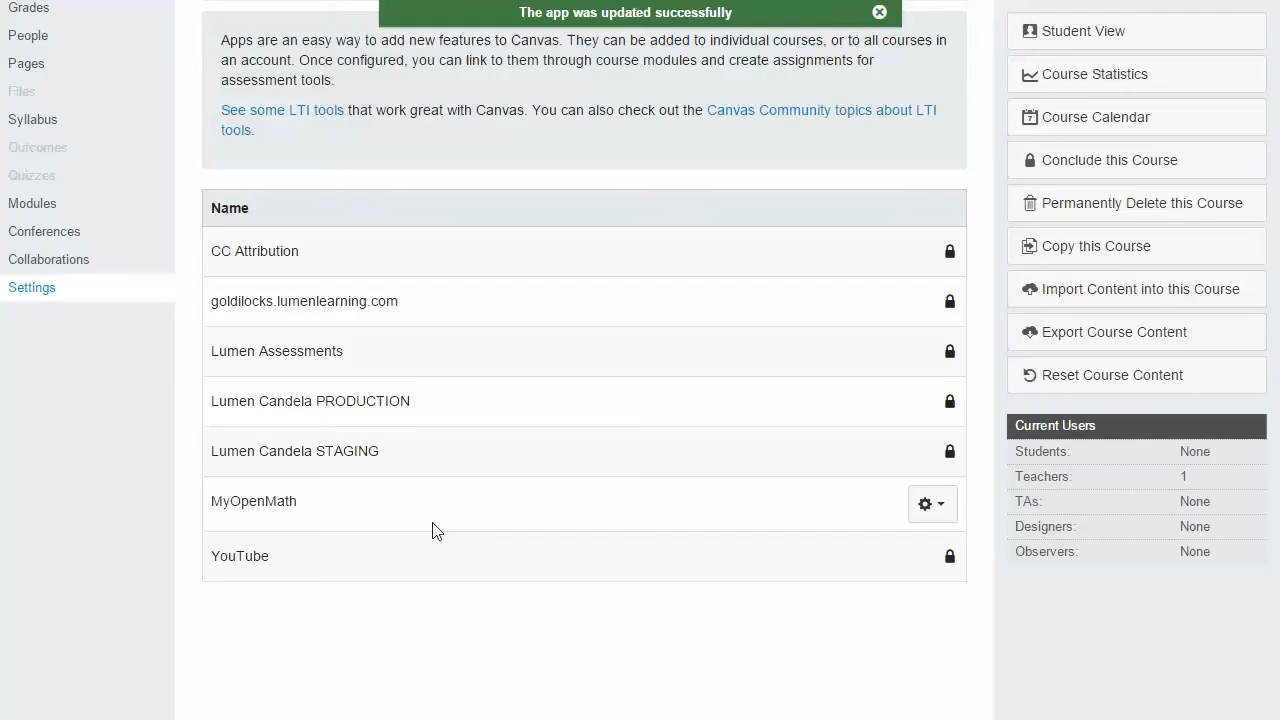 Grades
People
Pages
Files
Syllabus
Outcomes
Quizzes
Modules
Conferences
Collaborations
Settings
The app was updated successfully
Apps are an easy way to add new features to Canvas. They can be added to individual courses, or to all courses in
an account. Once configured, you can link to them through course modules and create assignments for
assessment tools.
See some LTI tools that work great with Canvas. You can also check out the Canvas Community topics about LTI
tools.
Name
CC Attribution
goldilocks.lumenlearning.com
Lumen Assessments
Lumen Candela PRODUCTION
Lumen Candela STAGING
MyOpenMath
YouTube
Student View
Course Statistics
7 Course Calendar
Conclude this Course
Permanently Delete this Course
Copy this Course
Import Content into this Course
Export Course Content
Reset Course Content
Current Users
Students: None
Teachers: 1
TAs: None
Designers: None
Observers: None